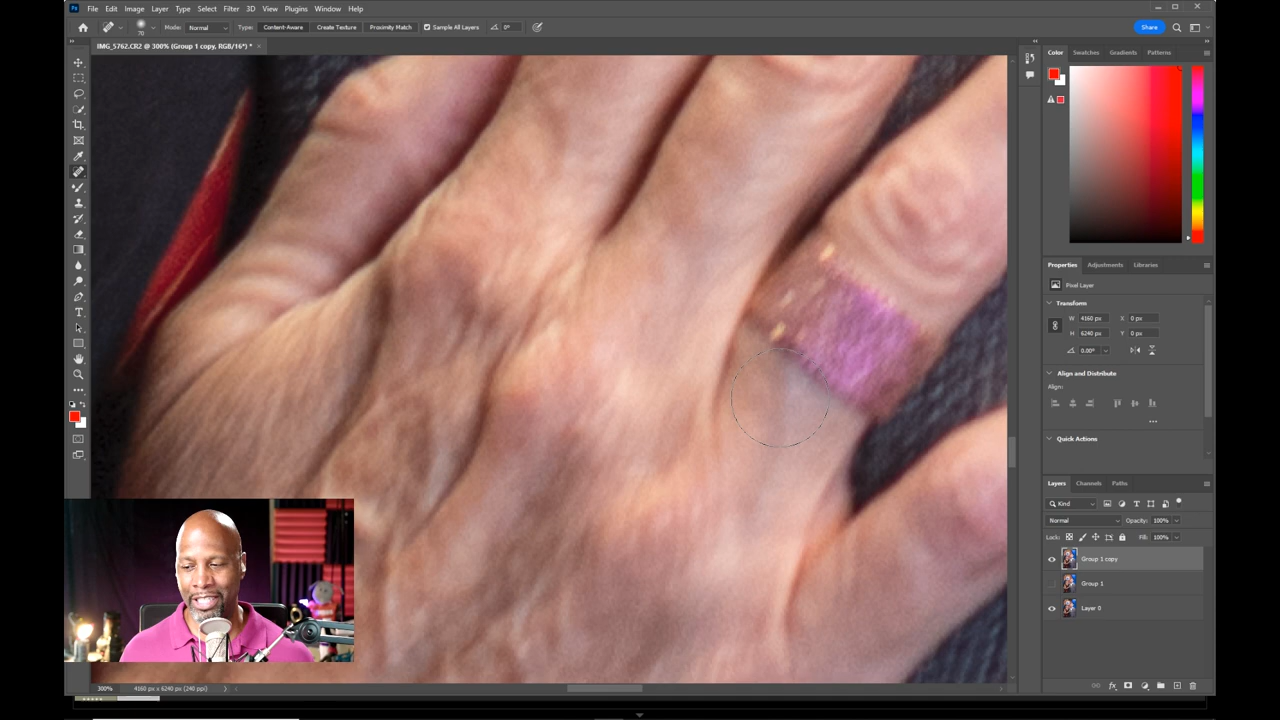 Ps File Edit Image Layer Type Select Filter 3D View Plugins Window Help
70 Mode: Normal Type: Content-Aware Create Texture Proximity Match Sample All Layers 0° Share
IMG_5762.CR2 @ 300% (Group 1 copy, RGB/16*) * ×
Color Swatches Gradients Patterns
Properties Adjustments Libraries
Pixel Layer
Transform
W 4160 px X 0 px
H 6240 px Y 0 px
0.00°
Align and Distribute
Align:
Quick Actions
Layers Channels Paths
Kind
Normal Opacity: 100%
Lock: Fill: 100%
Group 1 copy
Group 1
Layer 0
300% 4160 px x 6240 px (240 ppi)